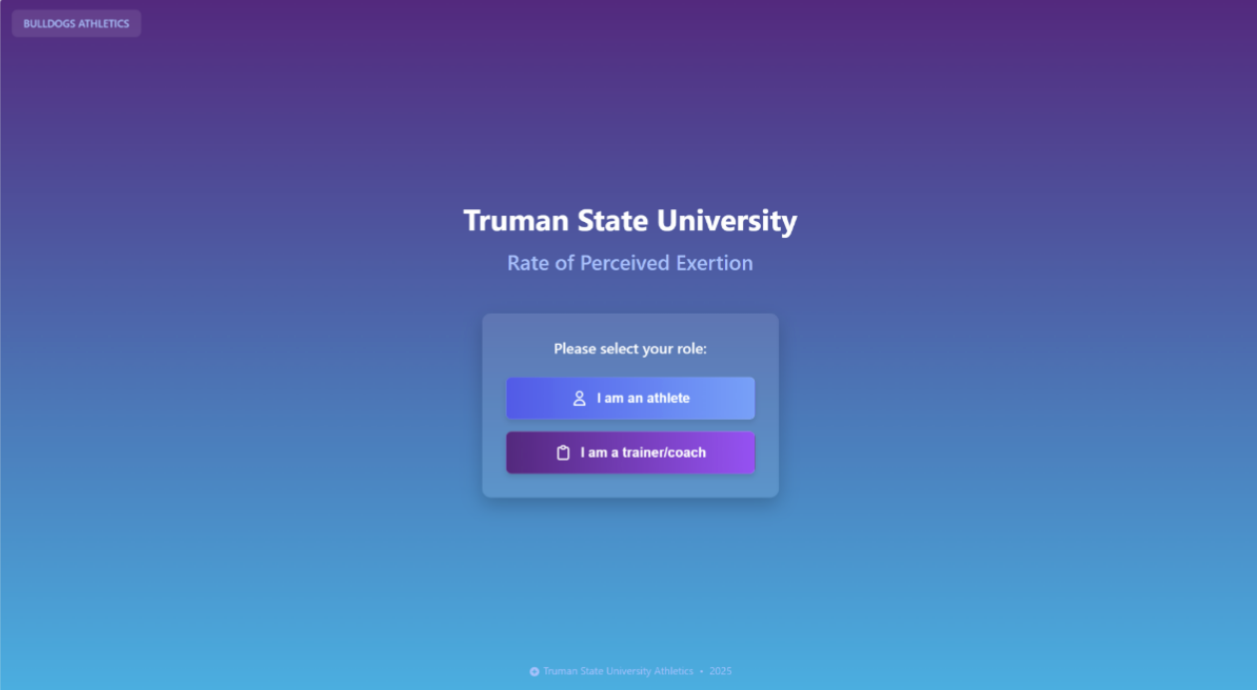 BULLDOGS ATHLETICS
Truman State University
Rate of Perceived Exertion
Please select your role:
I am an athlete
I am a trainer/coach
Truman State University Athletics • 2025